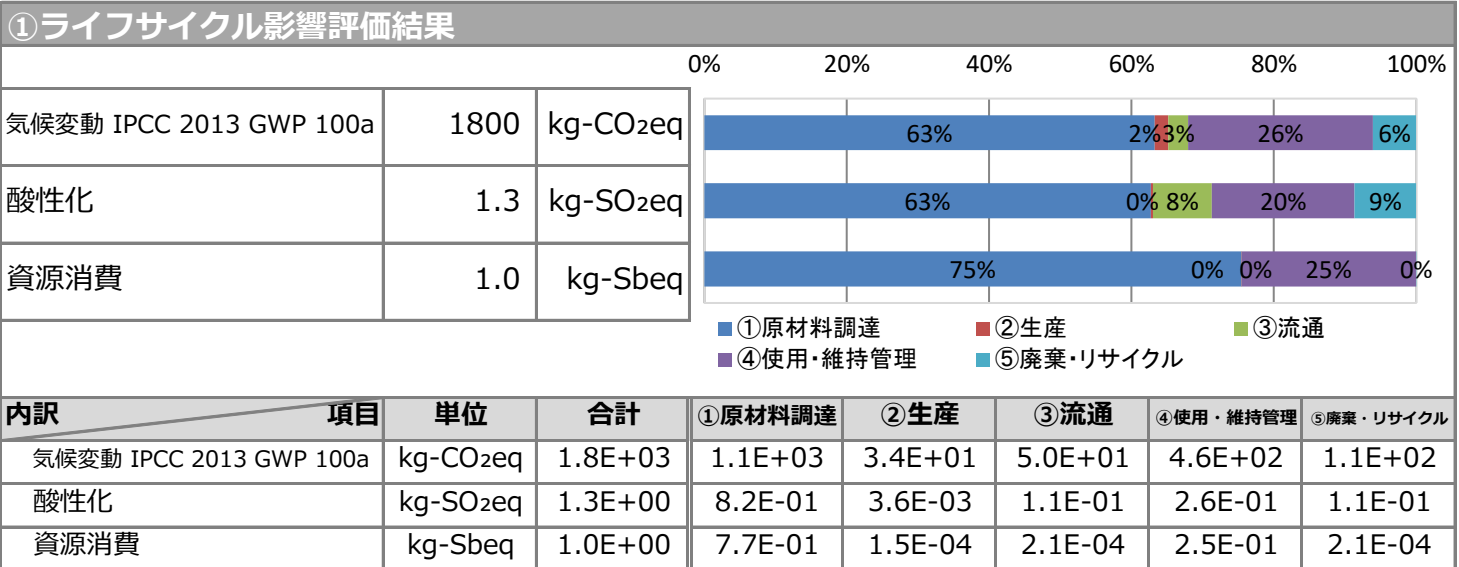 ①ライフサイクル影響評価結果
0% 20% 40% 60% 80% 100%
気候変動 IPCC 2013 GWP 100a 1800 kg-CO₂eq 63% 2% 3% 26% 6%
酸性化 1.3 kg-SO₂eq 63% 0% 8% 20% 9%
資源消費 1.0 kg-Sbeq 75% 0% 0% 25% 0%
①原材料調達 ②生産 ③流通
④使用・維持管理 ⑤廃棄・リサイクル
内訳 項目 単位 合計 ①原材料調達 ②生産 ③流通 ④使用・維持管理 ⑤廃棄・リサイクル
気候変動 IPCC 2013 GWP 100a kg-CO₂eq 1.8E+03 1.1E+03 3.4E+01 5.0E+01 4.6E+02 1.1E+02
酸性化 kg-SO₂eq 1.3E+00 8.2E-01 3.6E-03 1.1E-01 2.6E-01 1.1E-01
資源消費 kg-Sbeq 1.0E+00 7.7E-01 1.5E-04 2.1E-04 2.5E-01 2.1E-04